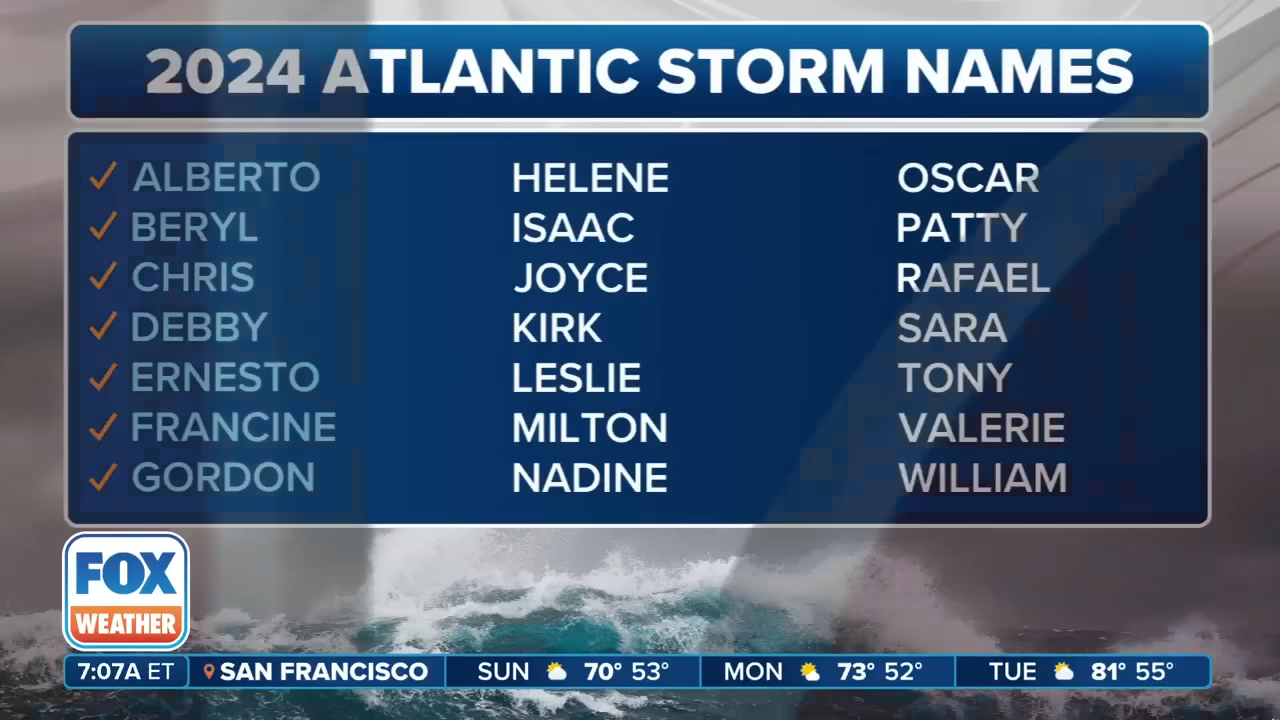 2024 ATLANTIC STORM NAMES
✓ ALBERTO
✓ BERYL
✓ CHRIS
✓ DEBBY
✓ ERNESTO
✓ FRANCINE
✓ GORDON
HELENE
ISAAC
JOYCE
KIRK
LESLIE
MILTON
NADINE
OSCAR
PATTY
RAFAEL
SARA
TONY
VALERIE
WILLIAM
FOX
WEATHER
7:07A ET SAN FRANCISCO SUN 70° 53° MON 73° 52° TUE 81° 55°